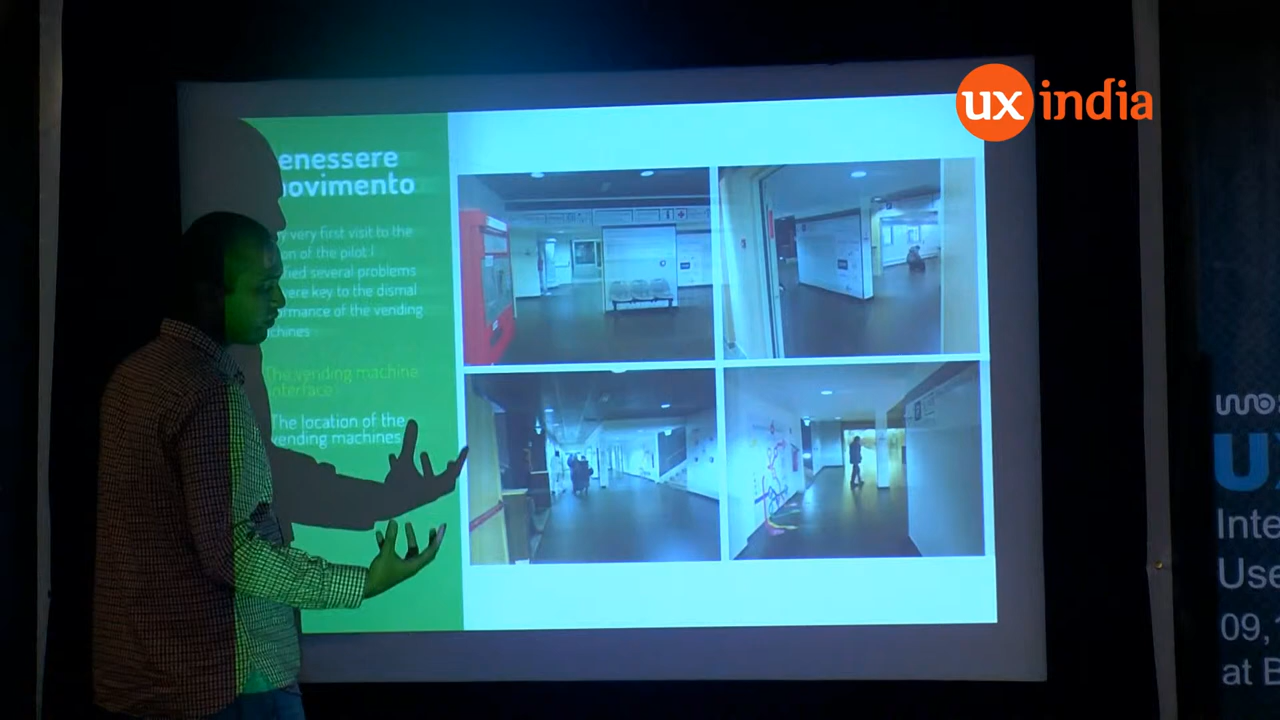 ux india
enessere
ovimento
very first visit to the
on of the pilot I
hed several problems
ere key to the dismal
ormance of the vending
chines
The vending machine
interface
The location of the
vending machines
U
Inte
Use
09,
at B